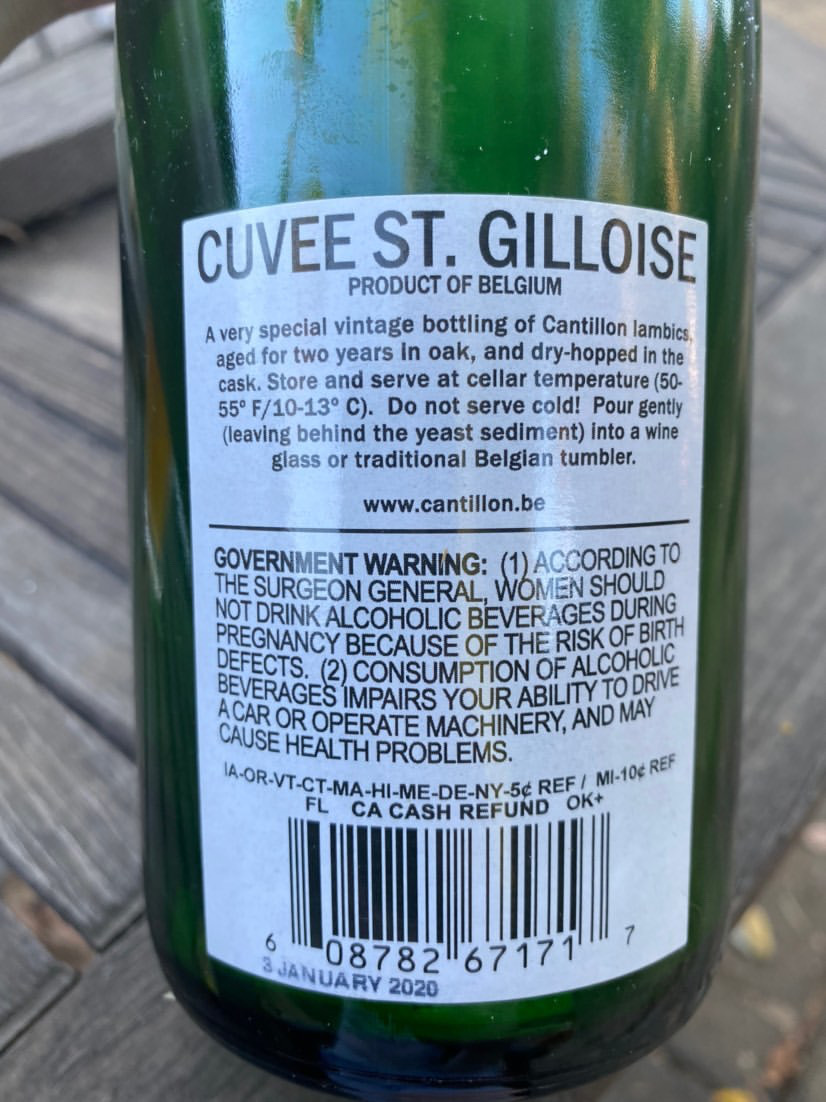 CUVEE ST. GILLOISE
PRODUCT OF BELGIUM
A very special vintage bottling of Cantillon lambics,
aged for two years in oak, and dry-hopped in the
cask. Store and serve at cellar temperature (50-
55° F/10-13° C). Do not serve cold! Pour gently
(leaving behind the yeast sediment) into a wine
glass or traditional Belgian tumbler.
www.cantillon.be
GOVERNMENT WARNING: (1) ACCORDING TO
THE SURGEON GENERAL, WOMEN SHOULD
NOT DRINK ALCOHOLIC BEVERAGES DURING
PREGNANCY BECAUSE OF THE RISK OF BIRTH
DEFECTS. (2) CONSUMPTION OF ALCOHOLIC
BEVERAGES IMPAIRS YOUR ABILITY TO DRIVE
A CAR OR OPERATE MACHINERY, AND MAY
CAUSE HEALTH PROBLEMS.
IA-OR-VT-CT-MA-HI-ME-DE-NY-5¢ REF / MI-10¢ REF
FL CA CASH REFUND OK+
6 08782 67171 7
3 JANUARY 2020